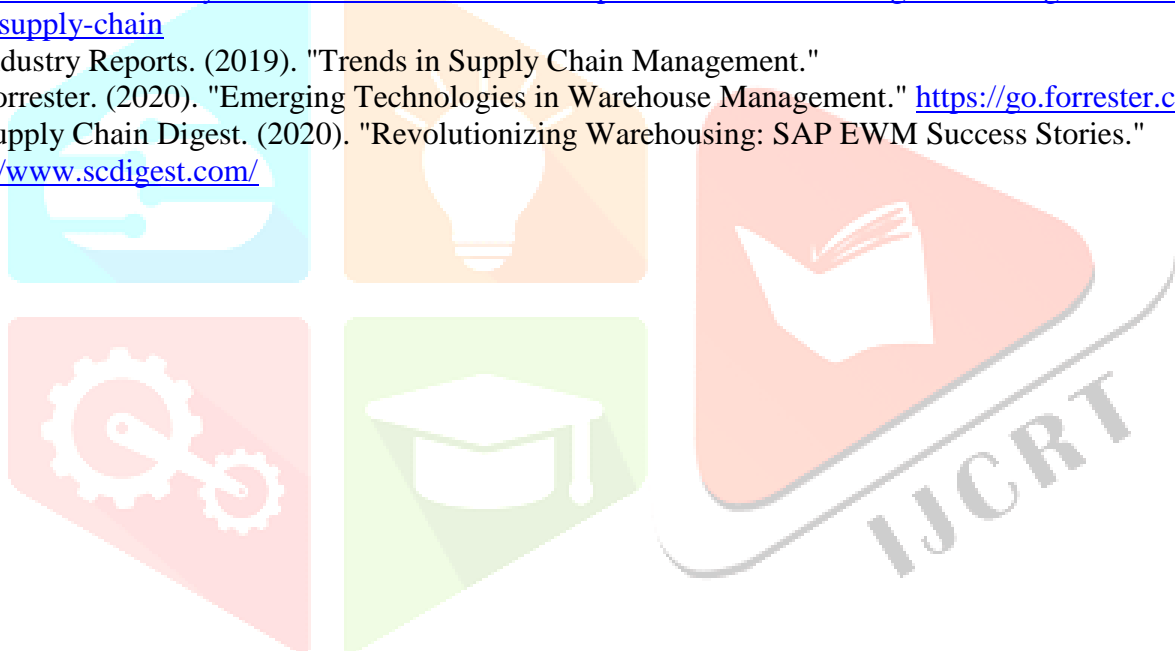 supply-chain
dustry Reports. (2019). "Trends in Supply Chain Management."
orrester. (2020). "Emerging Technologies in Warehouse Management." https://go.forrester.c
upply Chain Digest. (2020). "Revolutionizing Warehousing: SAP EWM Success Stories."
/www.scdigest.com/
IJCRT